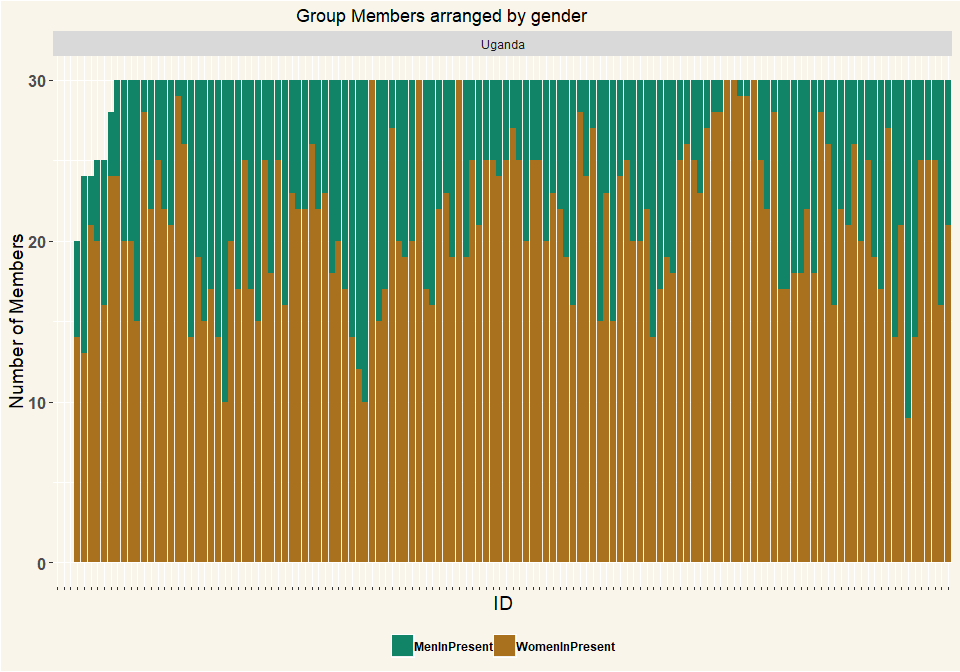 Group Members arranged by gender
Uganda
Number of Members
30
20
10
0
ID
MenInPresent WomenInPresent